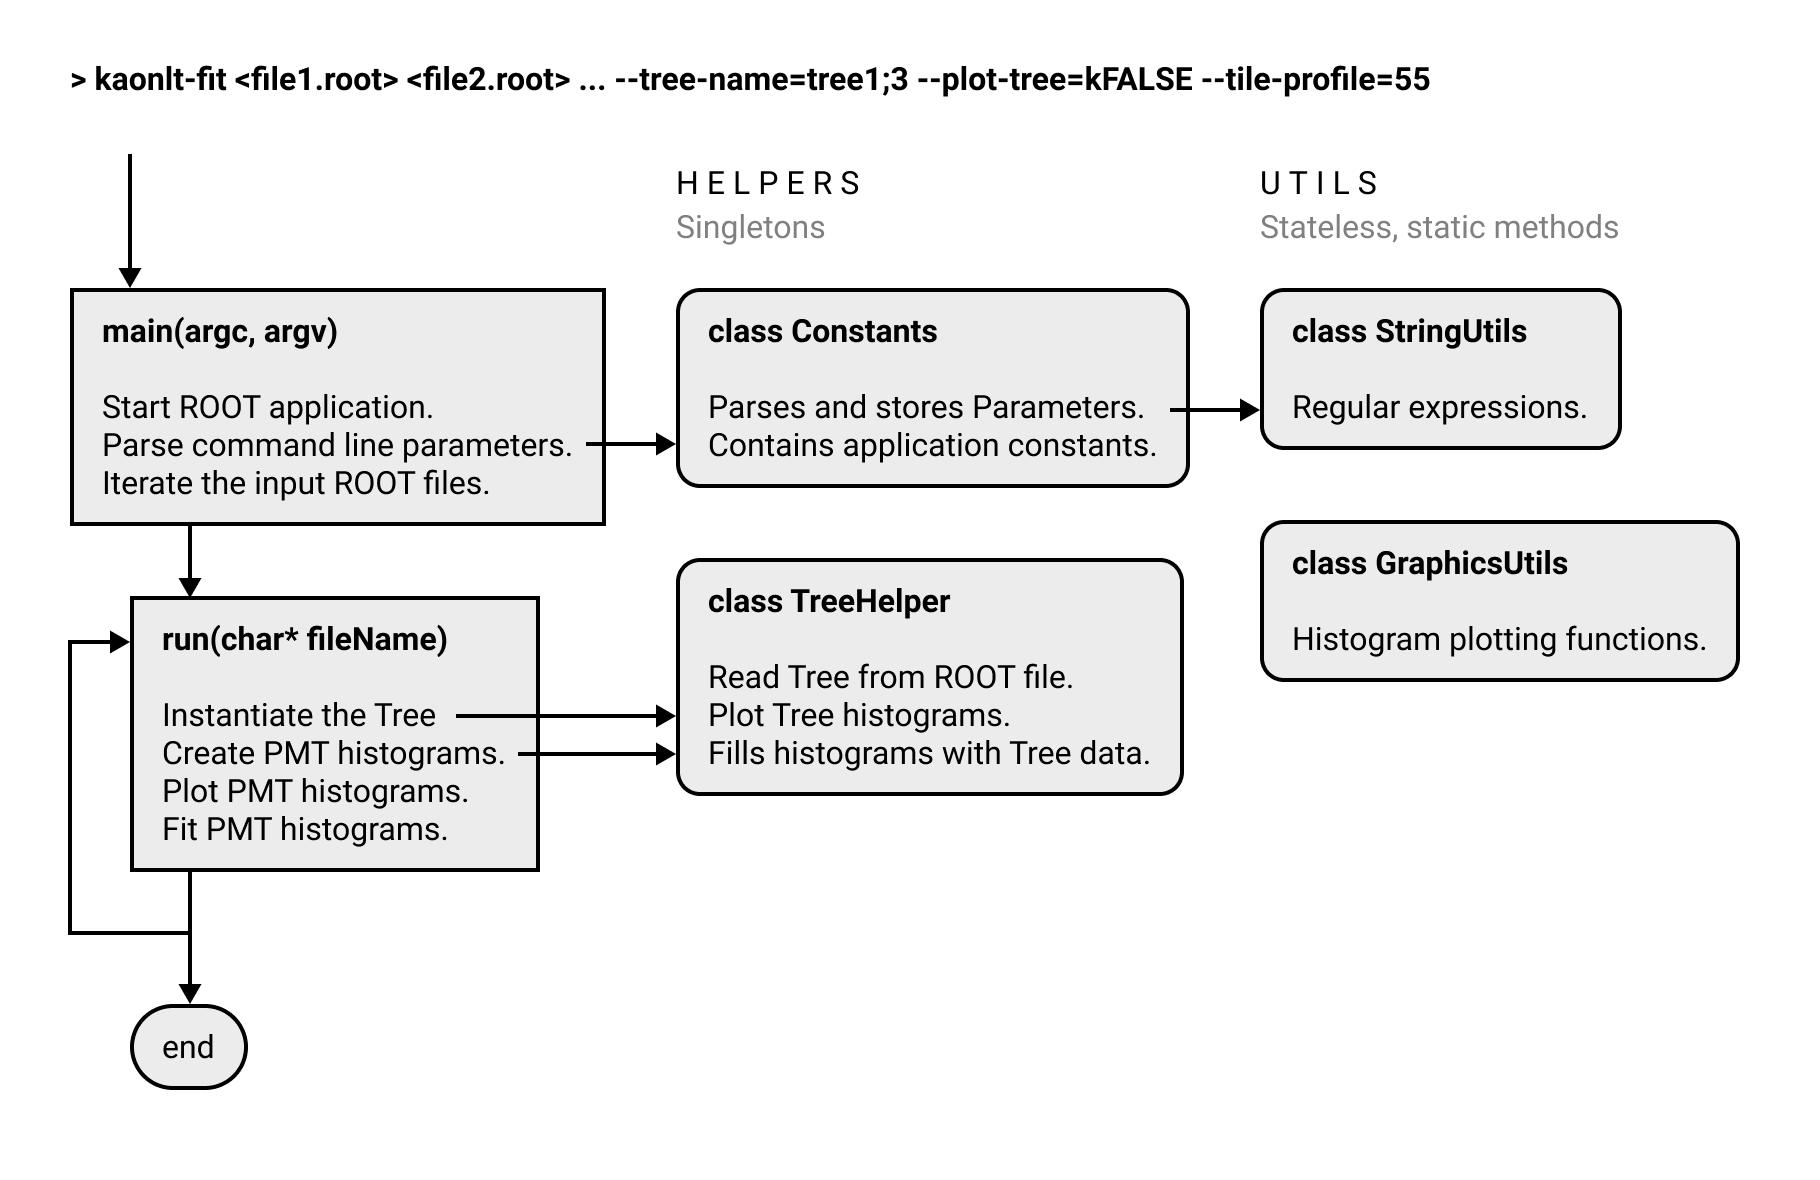 > kaonlt-fit <file1.root> <file2.root> ... --tree-name=tree1;3 --plot-tree=kFALSE --tile-profile=55
HELPERS
Singletons
UTILS
Stateless, static methods
main(argc, argv)
Start ROOT application.
Parse command line parameters.
Iterate the input ROOT files.
class Constants
Parses and stores Parameters.
Contains application constants.
class StringUtils
Regular expressions.
run(char* fileName)
Instantiate the Tree
Create PMT histograms.
Plot PMT histograms.
Fit PMT histograms.
class TreeHelper
Read Tree from ROOT file.
Plot Tree histograms.
Fills histograms with Tree data.
class GraphicsUtils
Histogram plotting functions.
end